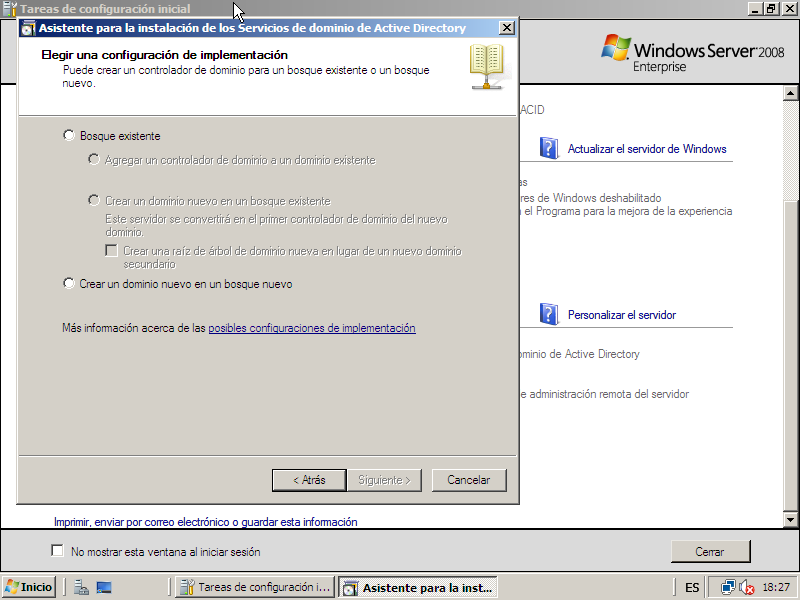 Tareas de configuración inicial
Asistente para la instalación de los Servicios de dominio de Active Directory
Elegir una configuración de implementación
Puede crear un controlador de dominio para un bosque existente o un bosque
nuevo.
Windows Server 2008
Enterprise
Bosque existente
Agregar un controlador de dominio a un dominio existente
Crear un dominio nuevo en un bosque existente
Este servidor se convertirá en el primer controlador de dominio del nuevo
dominio.
Crear una raíz de árbol de dominio nueva en lugar de un nuevo dominio
secundario
Crear un dominio nuevo en un bosque nuevo
Más información acerca de las posibles configuraciones de implementación
< Atrás
Siguiente >
Cancelar
ACID
Actualizar el servidor de Windows
as
res de Windows deshabilitado
el Programa para la mejora de la experiencia
Personalizar el servidor
ominio de Active Directory
e administración remota del servidor
Imprimir, enviar por correo electrónico o guardar esta información
No mostrar esta ventana al iniciar sesión
Cerrar
Inicio
Tareas de configuración i...
Asistente para la inst...
ES
18:27